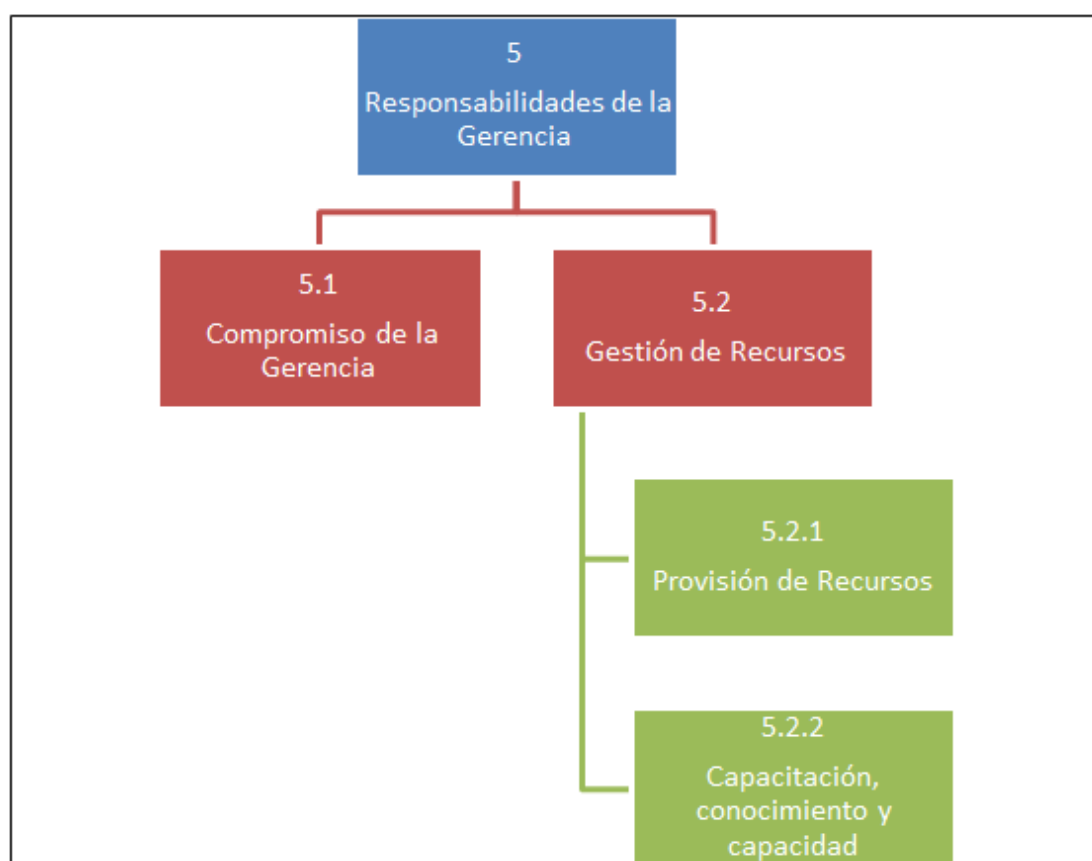 5
Responsabilidades de la
Gerencia
5.1
Compromiso de la
Gerencia
5.2
Gestión de Recursos
5.2.1
Provisión de Recursos
5.2.2
Capacitación,
conocimiento y
capacidad